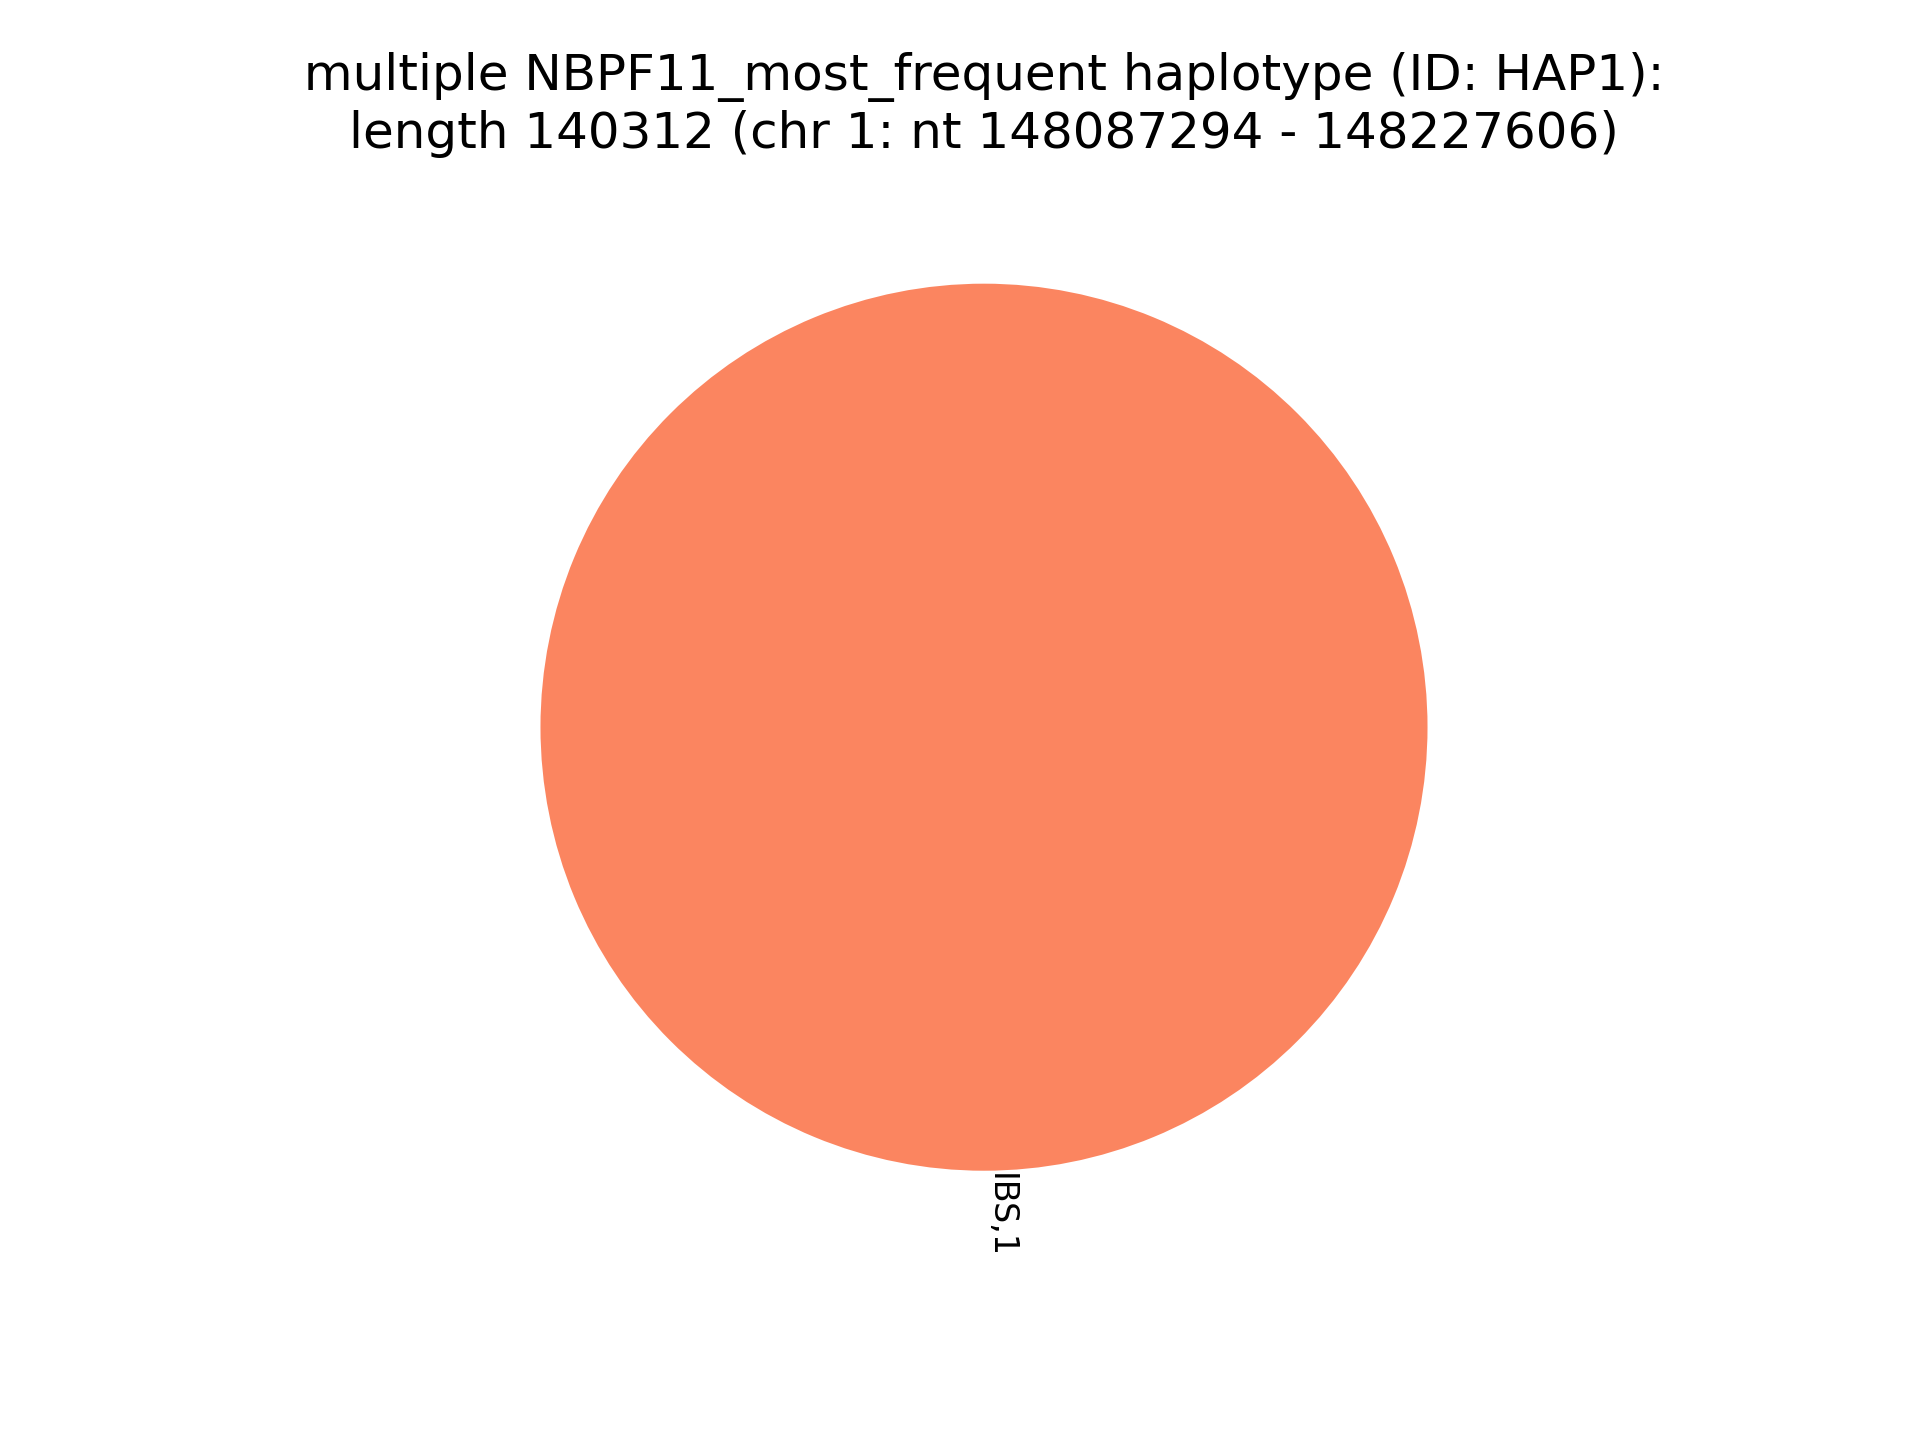 multiple NBPF11_most_frequent haplotype (ID: HAP1):
length 140312 (chr 1: nt 148087294 - 148227606)
IBS,1